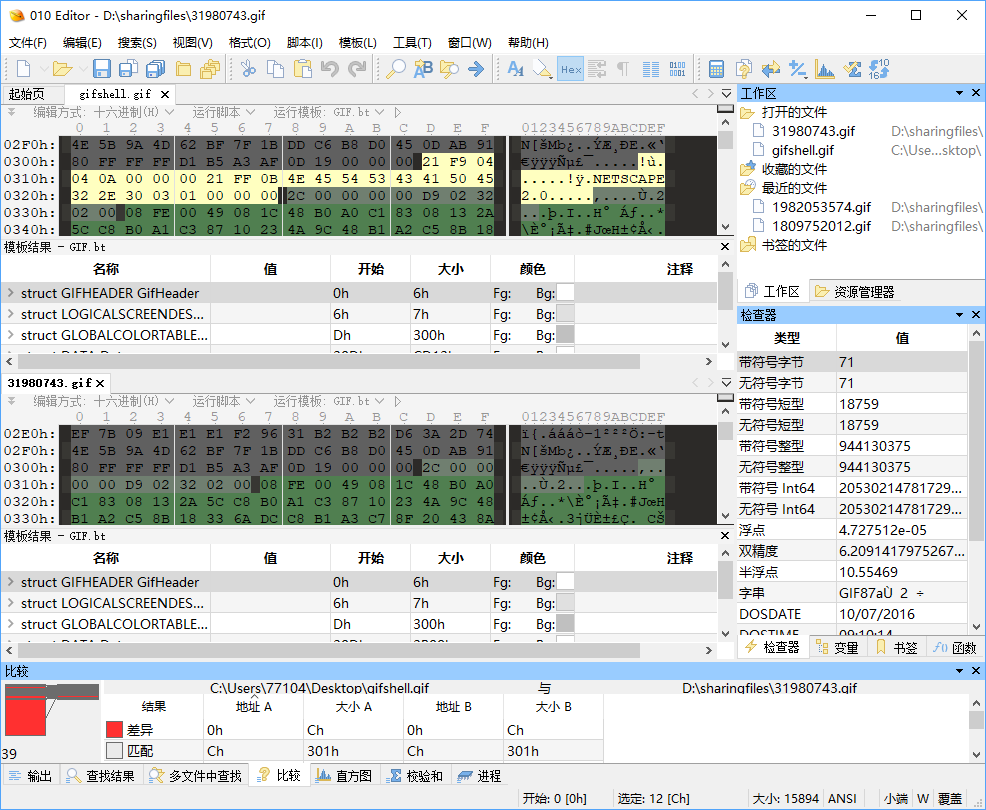 010 Editor - D:\sharingfiles\31980743.gif
文件(F) 编辑(E) 搜索(S) 视图(V) 格式(O) 脚本(I) 模板(L) 工具(T) 窗口(W) 帮助(H)
起始页 gifshell.gif
编辑方式: 十六进制(H) 运行脚本 运行模板: GIF.bt
0 1 2 3 4 5 6 7 8 9 A B C D E F 0123456789ABCDEF
02F0h: 4E 5B 9A 4D 62 BF 7F 1B DD C6 B8 D0 45 0D AB 91 N[šMb¿..ÝÆ¸ÐE.«‘
0300h: 80 FF FF FF D1 B5 A3 AF 0D 19 00 00 00 21 F9 04 €ÿÿÿÑµ£¯.....!ù.
0310h: 04 0A 00 00 00 21 FF 0B 4E 45 54 53 43 41 50 45 .....!ÿ.NETSCAPE
0320h: 32 2E 30 03 01 00 00 00 2C 00 00 00 00 D9 02 32 2.0.....,....Ù.2
0330h: 02 00 08 FE 00 49 08 1C 48 B0 A0 C1 83 08 13 2A ...þ.I..H° Áƒ..*
0340h: 5C C8 B0 A1 C3 87 10 23 4A 9C 48 B1 A2 C5 8B 18 \È°¡Ã‡.#JœH±¢Å‹.
模板结果 - GIF.bt
名称 值 开始 大小 颜色 注释
struct GIFHEADER GifHeader 0h 6h Fg: Bg:
struct LOGICALSCREENDES... 6h 7h Fg: Bg:
struct GLOBALCOLORTABLE... Dh 300h Fg: Bg:
31980743.gif
编辑方式: 十六进制(H) 运行脚本 运行模板: GIF.bt
0 1 2 3 4 5 6 7 8 9 A B C D E F 0123456789ABCDEF
02E0h: EF 7B 09 E1 E1 E1 F2 96 31 B2 B2 B2 D6 3A 2D 74 ï{.áááò–1²²²Ö:-t
02F0h: 4E 5B 9A 4D 62 BF 7F 1B DD C6 B8 D0 45 0D AB 91 N[šMb¿..ÝÆ¸ÐE.«‘
0300h: 80 FF FF FF D1 B5 A3 AF 0D 19 00 00 00 2C 00 00 €ÿÿÿÑµ£¯.....,..
0310h: 00 00 D9 02 32 02 00 08 FE 00 49 08 1C 48 B0 A0 ..Ù.2...þ.I..H°
0320h: C1 83 08 13 2A 5C C8 B0 A1 C3 87 10 23 4A 9C 48 Áƒ..*\È°¡Ã‡.#JœH
0330h: B1 A2 C5 8B 18 33 6A DC C8 B1 A3 C7 8F 20 43 8A ±¢Å‹.3jÜÈ±£Ç. CŠ
模板结果 - GIF.bt
名称 值 开始 大小 颜色 注释
struct GIFHEADER GifHeader 0h 6h Fg: Bg:
struct LOGICALSCREENDES... 6h 7h Fg: Bg:
struct GLOBALCOLORTABLE... Dh 300h Fg: Bg:
工作区
打开的文件
31980743.gif D:\sharingfiles\
gifshell.gif C:\Use...sktop\
收藏的文件
最近的文件
1982053574.gif D:\sharingfiles\
1809752012.gif D:\sharingfiles\
书签的文件
工作区 资源管理器
检查器
类型 值
带符号字节 71
无符号字节 71
带符号短型 18759
无符号短型 18759
带符号整型 944130375
无符号整型 944130375
带符号 Int64 20530214781729...
无符号 Int64 20530214781729...
浮点 4.727512e-05
双精度 6.2091417975267...
半浮点 10.55469
字串 GIF87aÙ 2 ÷
DOSDATE 10/07/2016
DOSTIME 09:10:14
检查器 变量 书签 函数
比较
C:\Users\77104\Desktop\gifshell.gif 与 D:\sharingfiles\31980743.gif
结果 地址 A 大小 A 地址 B 大小 B
差异 0h Ch 0h Ch
匹配 Ch 301h Ch 301h
39
输出 查找结果 多文件中查找 比较 直方图 校验和 进程
开始: 0 [0h] 选定: 12 [Ch] 大小: 15894 ANSI 小端 W 覆盖